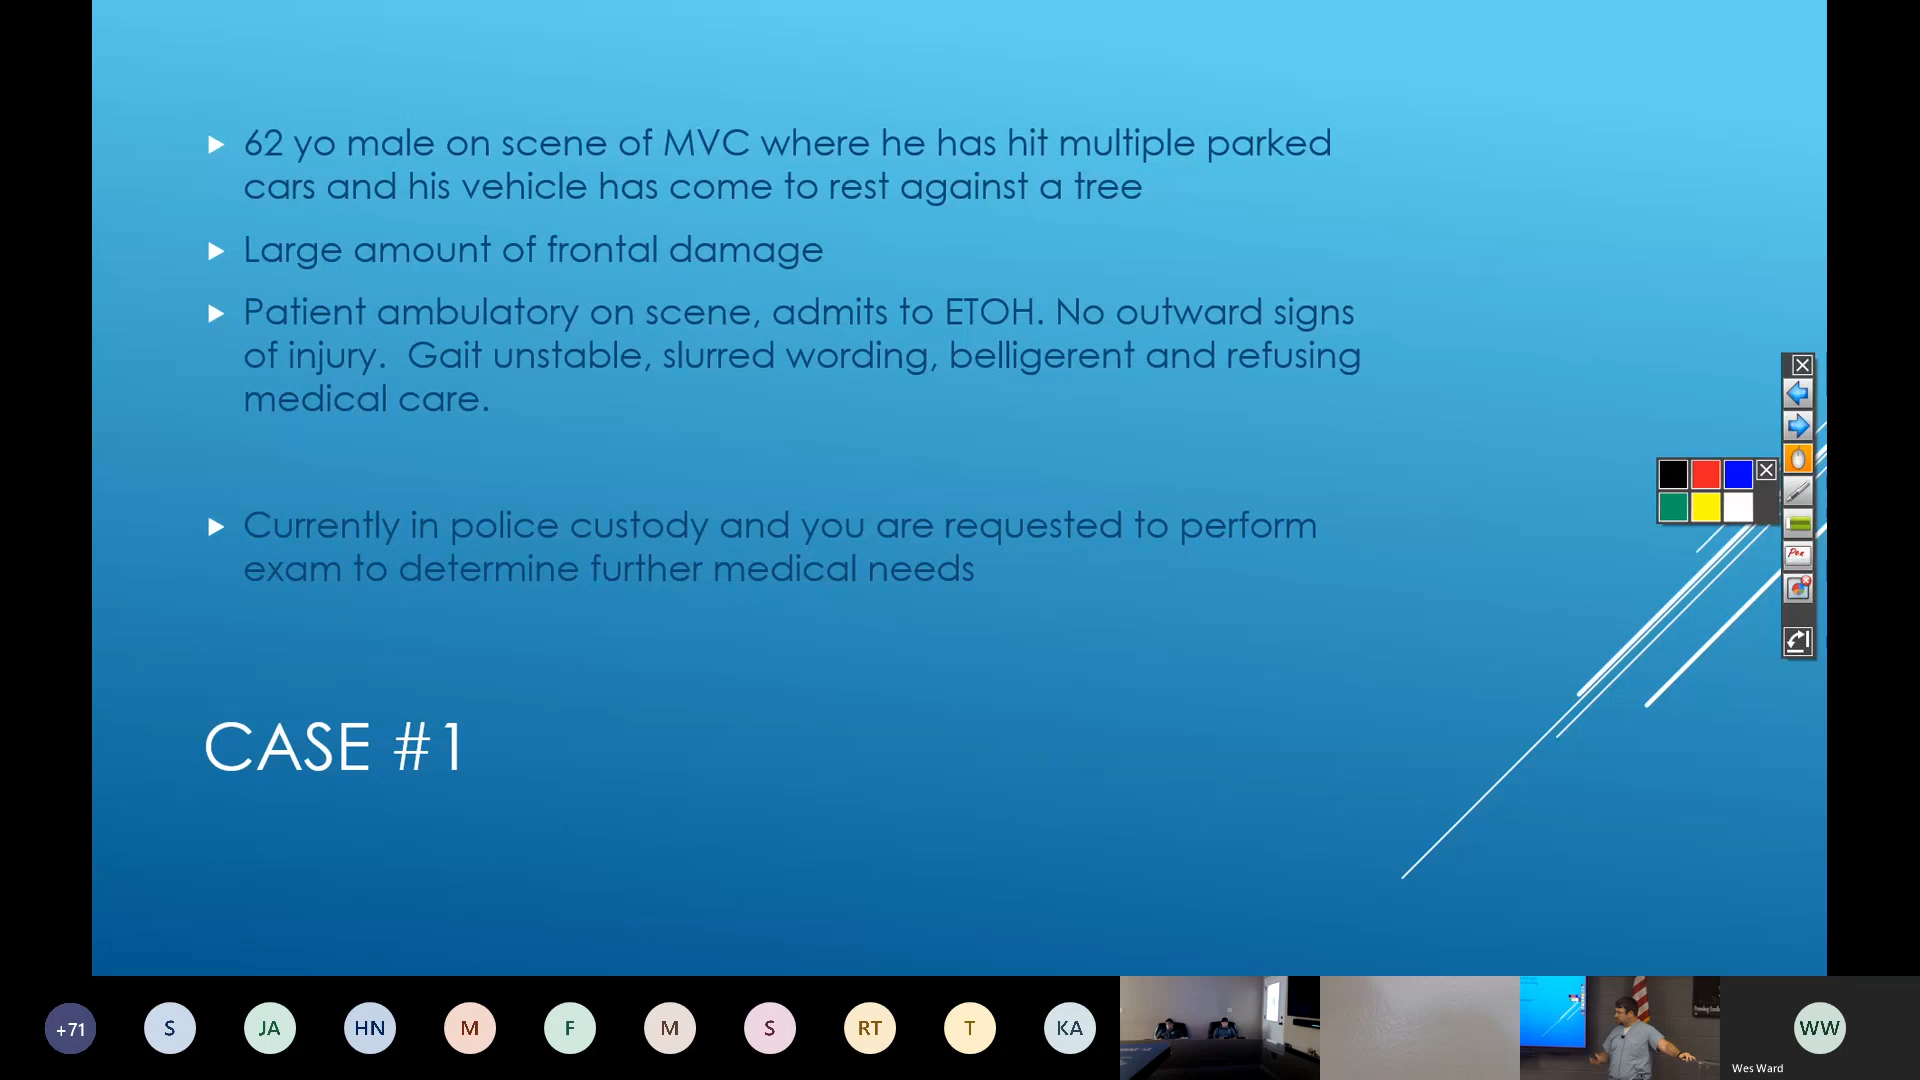 62 yo male on scene of MVC where he has hit multiple parked
cars and his vehicle has come to rest against a tree
Large amount of frontal damage
Patient ambulatory on scene, admits to ETOH. No outward signs
of injury.  Gait unstable, slurred wording, belligerent and refusing
medical care.
Currently in police custody and you are requested to perform
exam to determine further medical needs
Pen
CASE #1
+71
S
JA
HN
M
F
M
S
RT
T
KA
WW
Wes Ward